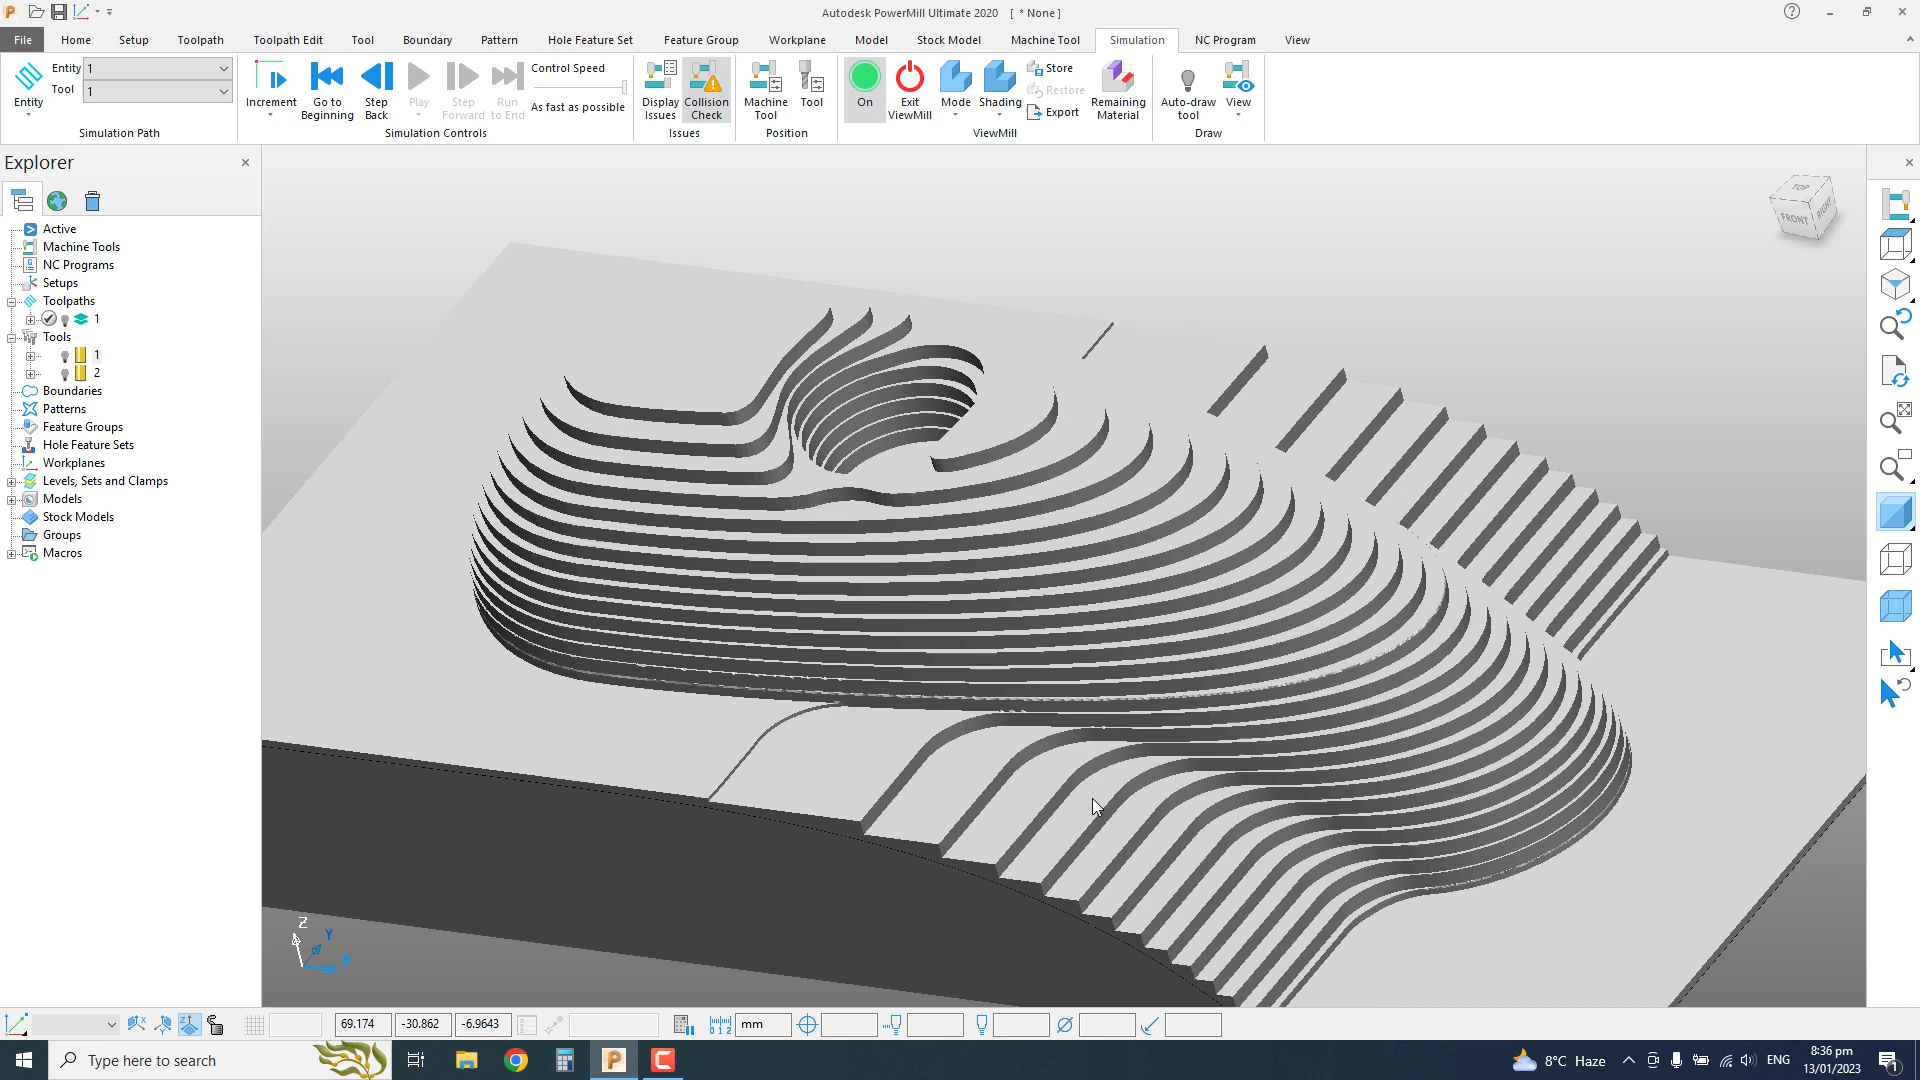 Autodesk PowerMill Ultimate 2020 [ * None ]
File Home Setup Toolpath Toolpath Edit Tool Boundary Pattern Hole Feature Set Feature Group Workplane Model Stock Model Machine Tool Simulation NC Program View
Entity
Entity 1
Tool 1
Simulation Path
Increment
Go to Beginning
Step Back
Play
Step Forward
Run to End
Control Speed
As fast as possible
Simulation Controls
Display Issues
Collision Check
Issues
Machine Tool
Tool
Position
On
Exit ViewMill
Mode
Shading
Store
Restore
Export
Remaining Material
ViewMill
Auto-draw tool
View
Draw
Explorer
Active
Machine Tools
NC Programs
Setups
Toolpaths
1
Tools
1
2
Boundaries
Patterns
Feature Groups
Hole Feature Sets
Workplanes
Levels, Sets and Clamps
Models
Stock Models
Groups
Macros
TOP
FRONT
RIGHT
Z
Y
X
69.174 -30.862 -6.9643 mm
Type here to search
8°C Haze
ENG
8:36 pm
13/01/2023
1